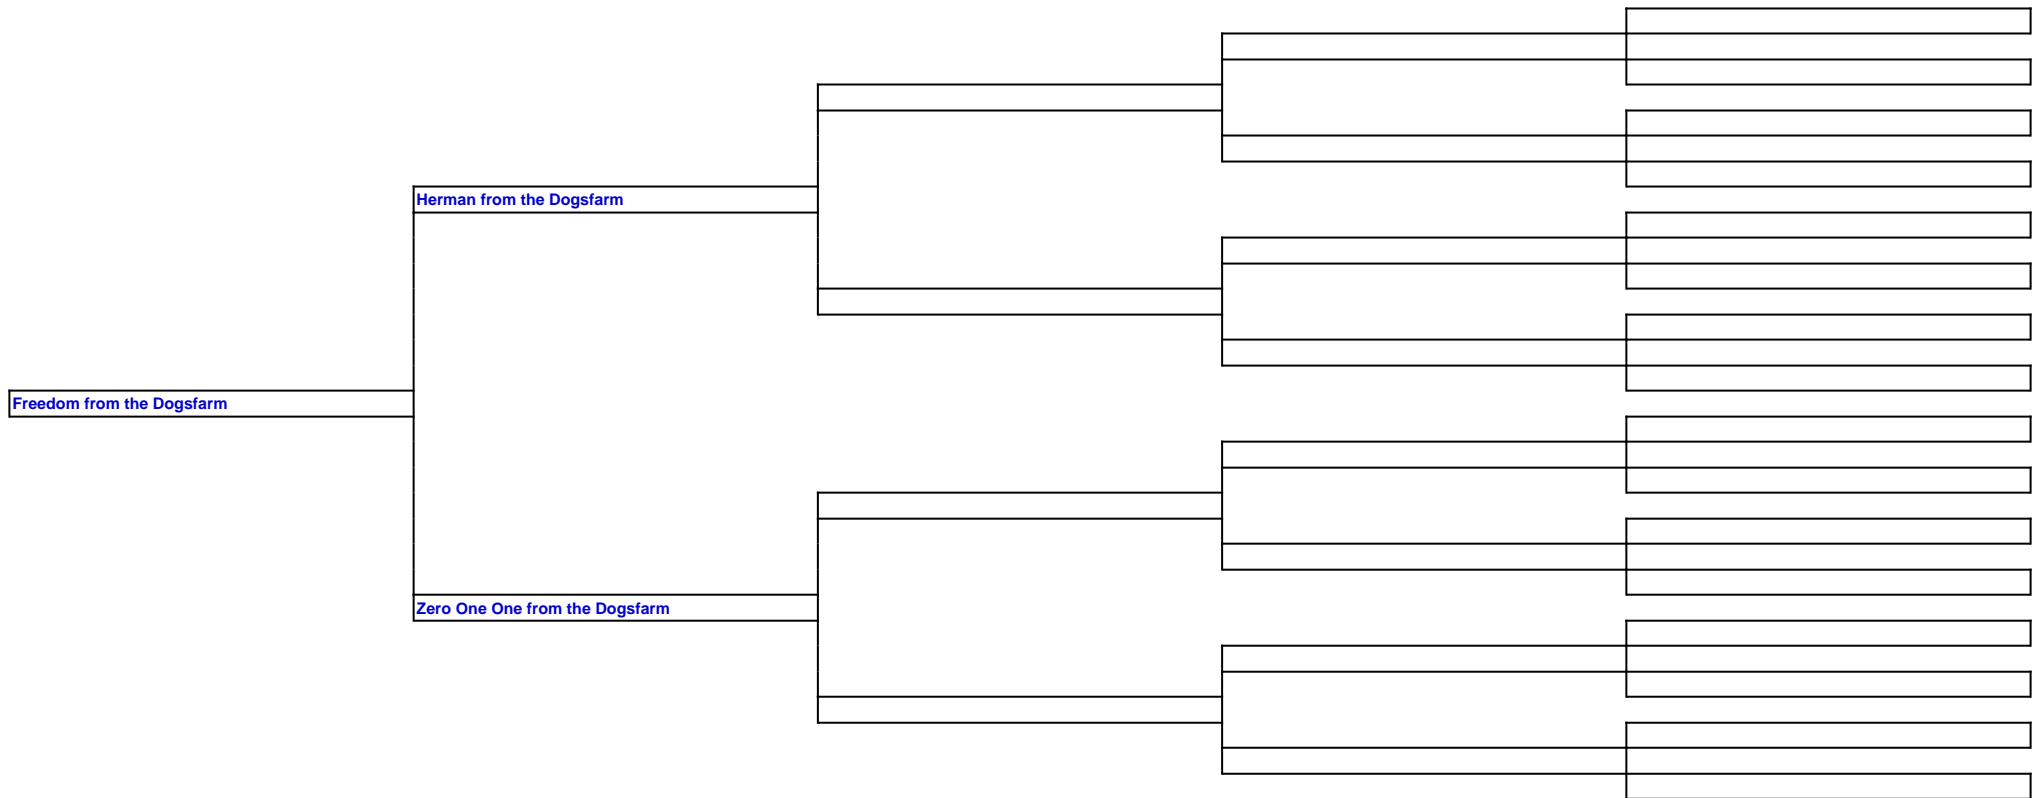 Herman from the Dogsfarm
Freedom from the Dogsfarm
Zero One One from the Dogsfarm